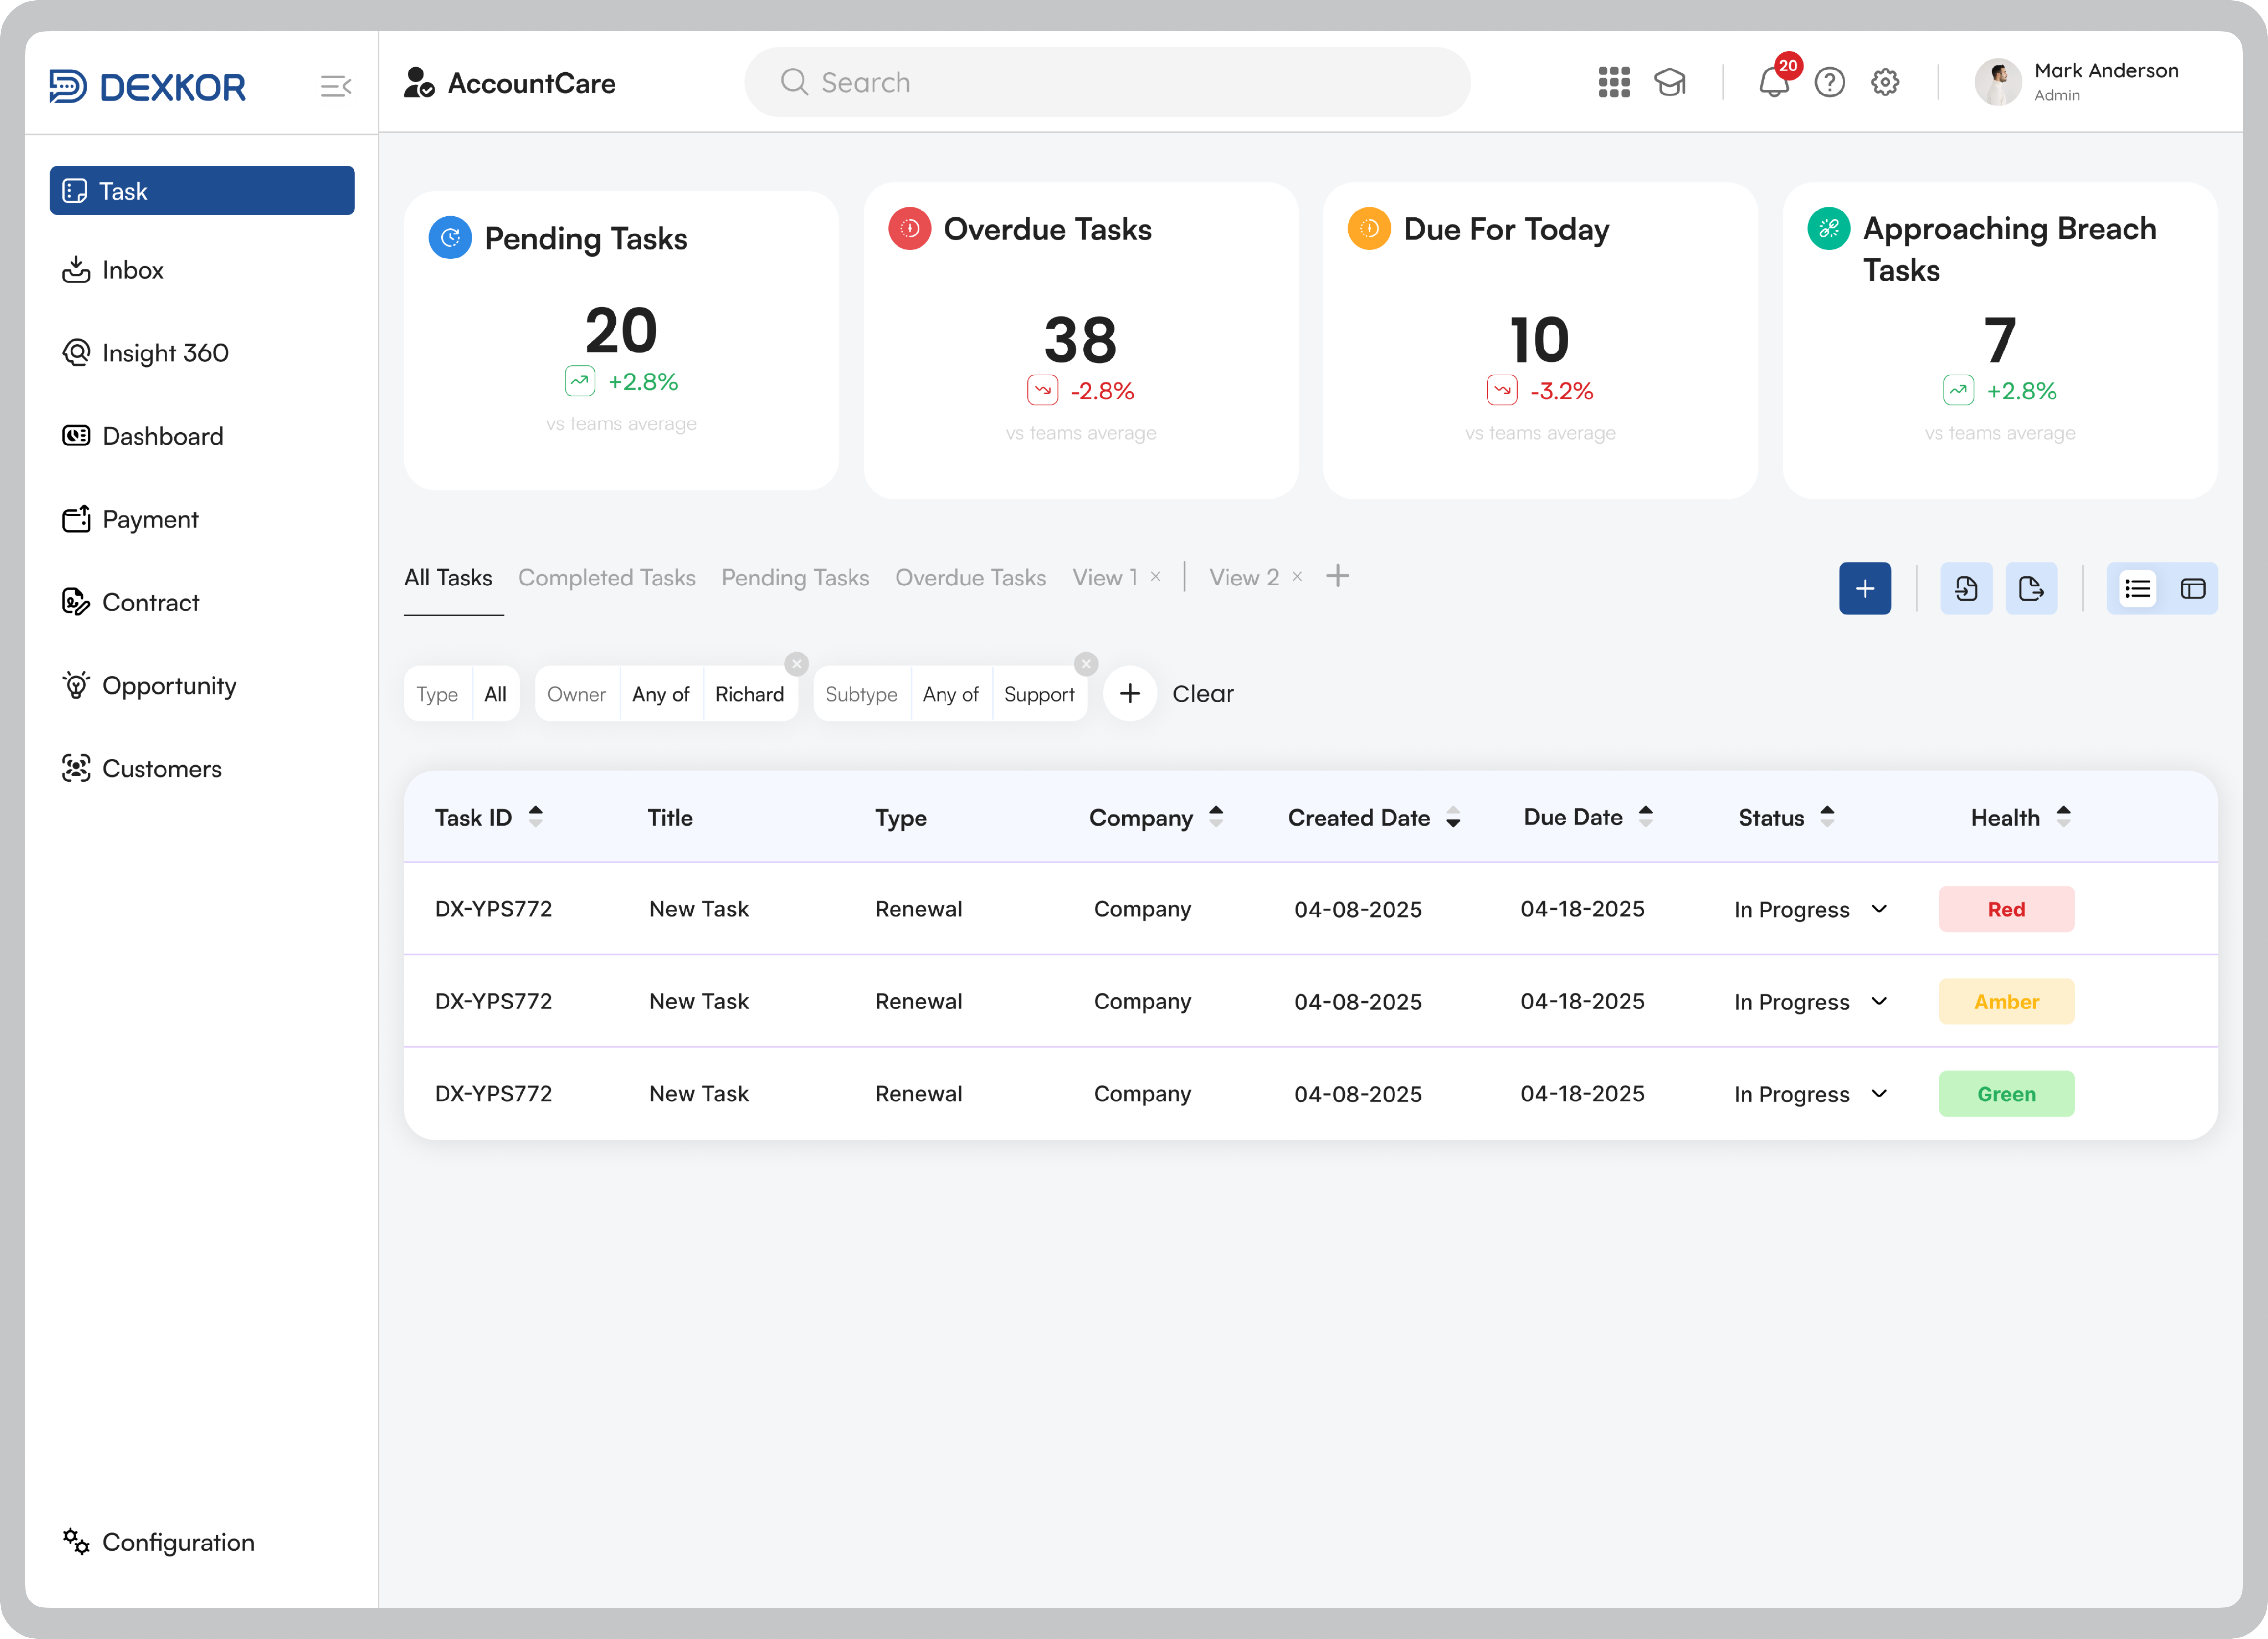 DEXKOR
AccountCare
Search
20
Mark Anderson
Admin
Task
Inbox
Insight 360
Dashboard
Payment
Contract
Opportunity
Customers
Configuration
Pending Tasks
20
+2.8%
vs teams average
Overdue Tasks
38
-2.8%
vs teams average
Due For Today
10
-3.2%
vs teams average
Approaching Breach
Tasks
7
+2.8%
vs teams average
All Tasks Completed Tasks Pending Tasks Overdue Tasks View 1 × View 2 × +
Type All Owner Any of Richard Subtype Any of Support + Clear
Task ID Title Type Company Created Date Due Date Status Health
DX-YPS772 New Task Renewal Company 04-08-2025 04-18-2025 In Progress Red
DX-YPS772 New Task Renewal Company 04-08-2025 04-18-2025 In Progress Amber
DX-YPS772 New Task Renewal Company 04-08-2025 04-18-2025 In Progress Green